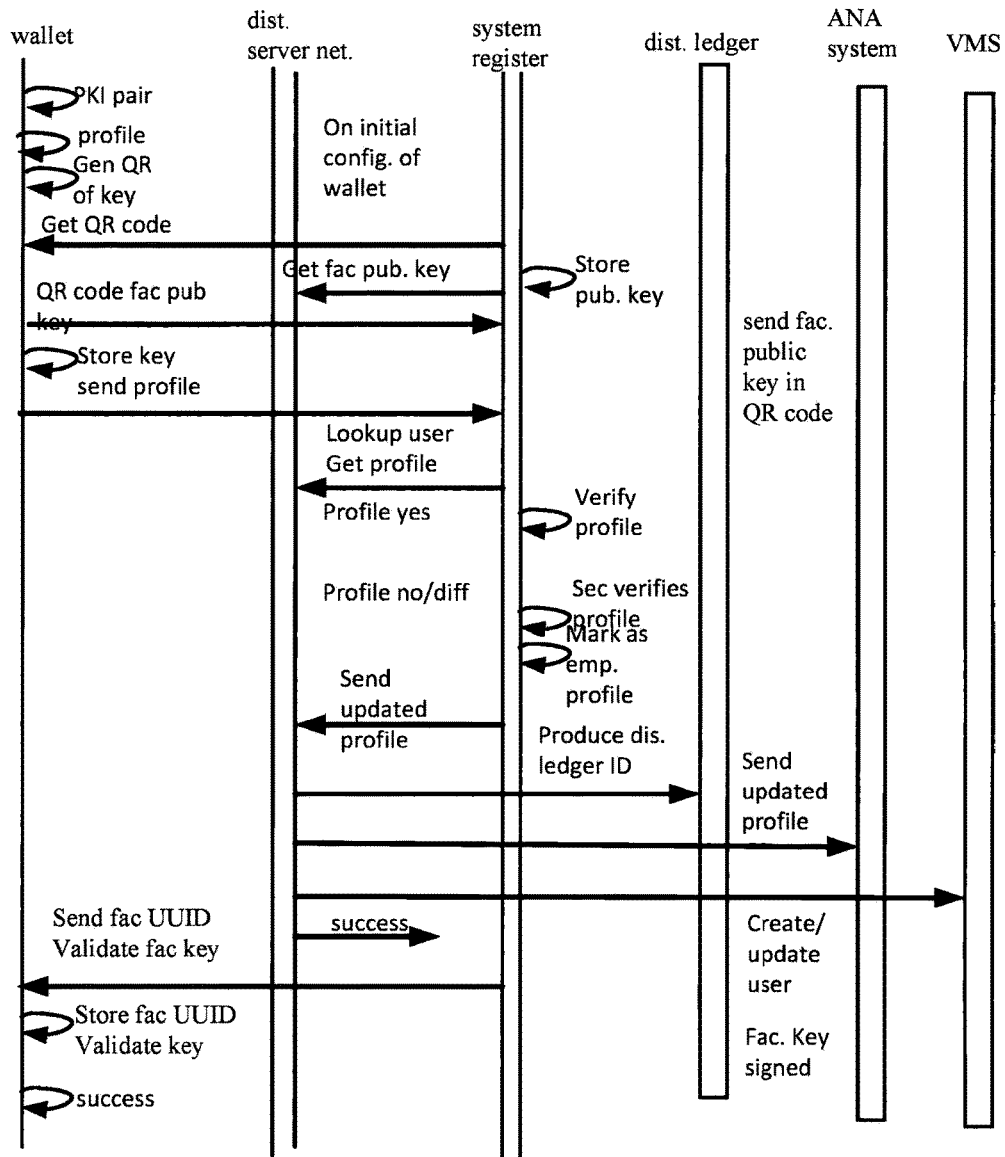 wallet
dist.
server net.
system
register
dist. ledger
ANA
system
VMS
PKI pair
profile
Gen QR
of key
On initial
config. of
wallet
Get QR code
Get fac pub. key
Store
pub. key
QR code fac pub
key
send fac.
public
key in
QR code
Store key
send profile
Lookup user
Get profile
Profile yes
Verify
profile
Profile no/diff
Sec verifies
profile
Mark as
emp.
profile
Send
updated
profile
Produce dis.
ledger ID
Send
updated
profile
Send fac UUID
Validate fac key
success
Create/
update
user
Store fac UUID
Validate key
Fac. Key
signed
success